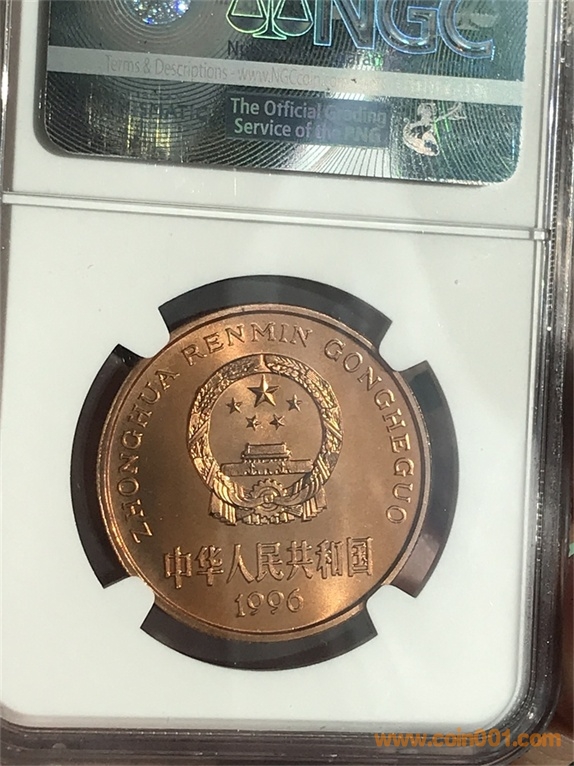 NGC
Terms & Descriptions - www.NGCcoin.com
The Official Grading
Service of the PNG
ZHONGHUA RENMIN GONGHEGUO
中华人民共和国
1996
www.coin001.com